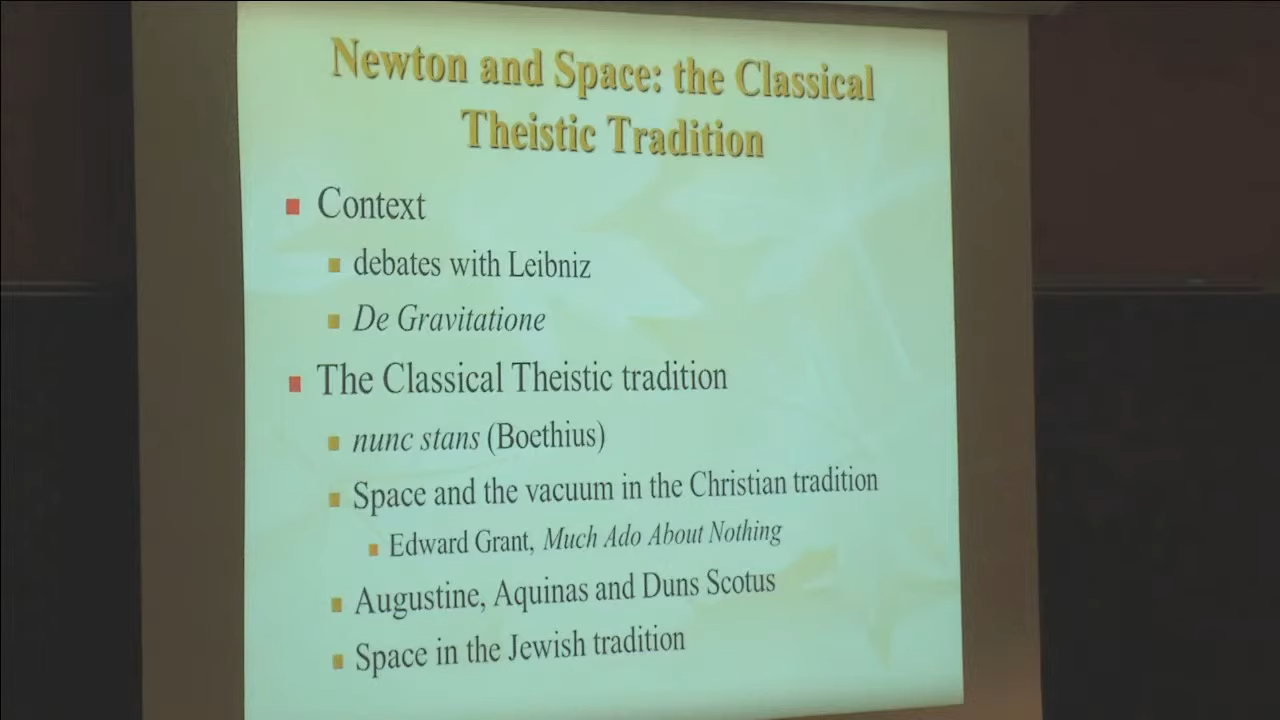 Newton and Space: the Classical
Theistic Tradition
Context
debates with Leibniz
De Gravitatione
The Classical Theistic tradition
nunc stans (Boethius)
Space and the vacuum in the Christian tradition
Edward Grant, Much Ado About Nothing
Augustine, Aquinas and Duns Scotus
Space in the Jewish tradition